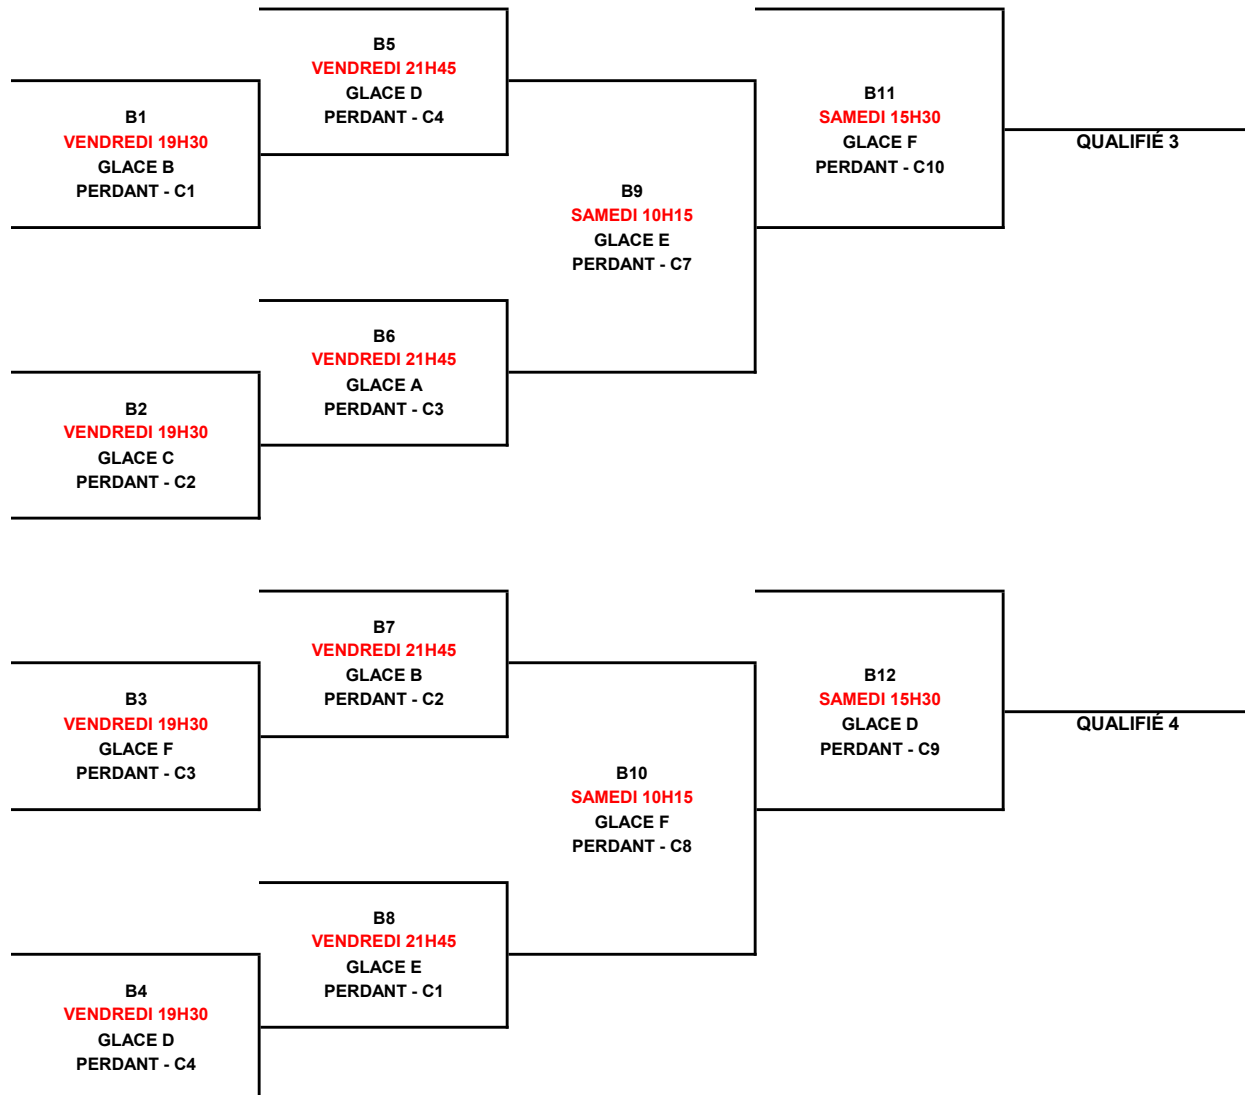 B5
VENDREDI 21H45
GLACE D
PERDANT - C4
B1
VENDREDI 19H30
GLACE B
PERDANT - C1
B11
SAMEDI 15H30
GLACE F
PERDANT - C10
QUALIFIÉ 3
B9
SAMEDI 10H15
GLACE E
PERDANT - C7
B6
VENDREDI 21H45
GLACE A
PERDANT - C3
B2
VENDREDI 19H30
GLACE C
PERDANT - C2
B7
VENDREDI 21H45
GLACE B
PERDANT - C2
B3
VENDREDI 19H30
GLACE F
PERDANT - C3
B12
SAMEDI 15H30
GLACE D
PERDANT - C9
QUALIFIÉ 4
B10
SAMEDI 10H15
GLACE F
PERDANT - C8
B8
VENDREDI 21H45
GLACE E
PERDANT - C1
B4
VENDREDI 19H30
GLACE D
PERDANT - C4